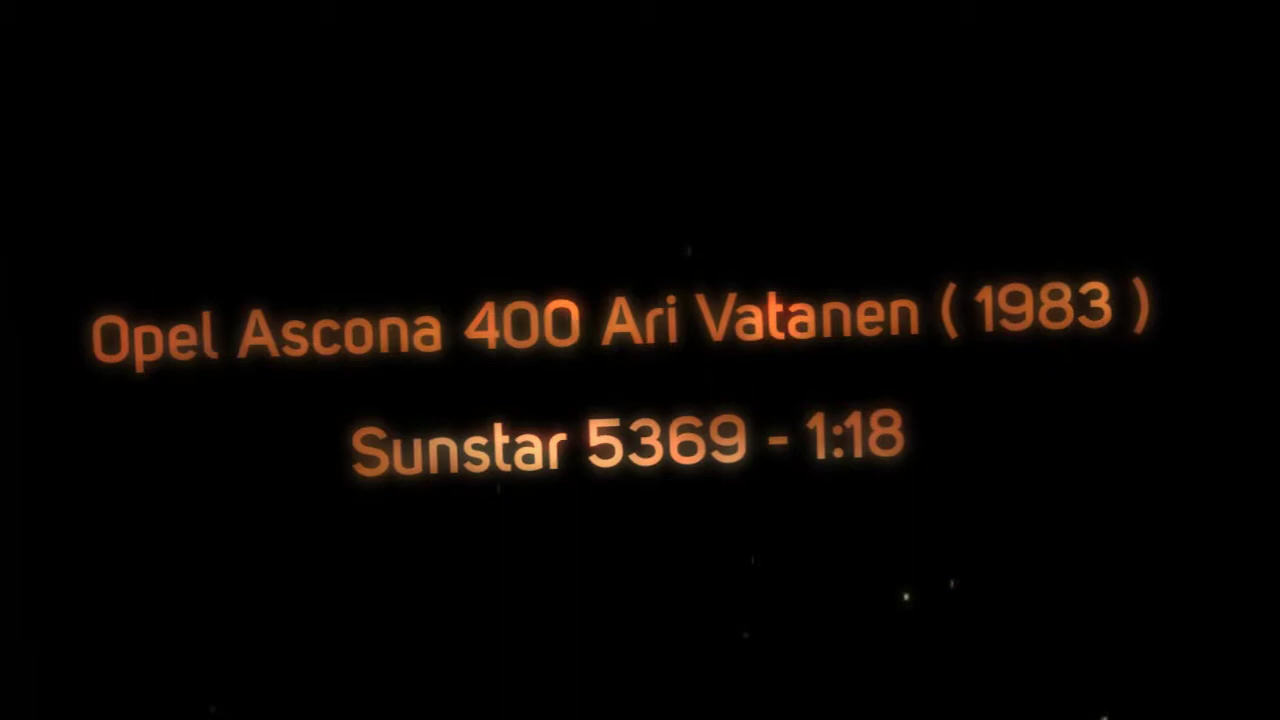 Opel Ascona 400 Ari Vatanen ( 1983 )
Sunstar 5369 - 1:18